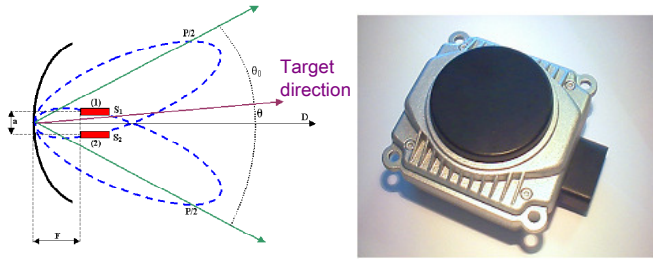 P/2
θ₀
Target
direction
(1)
S₁
a
θ
D
(2)
S₂
P/2
F